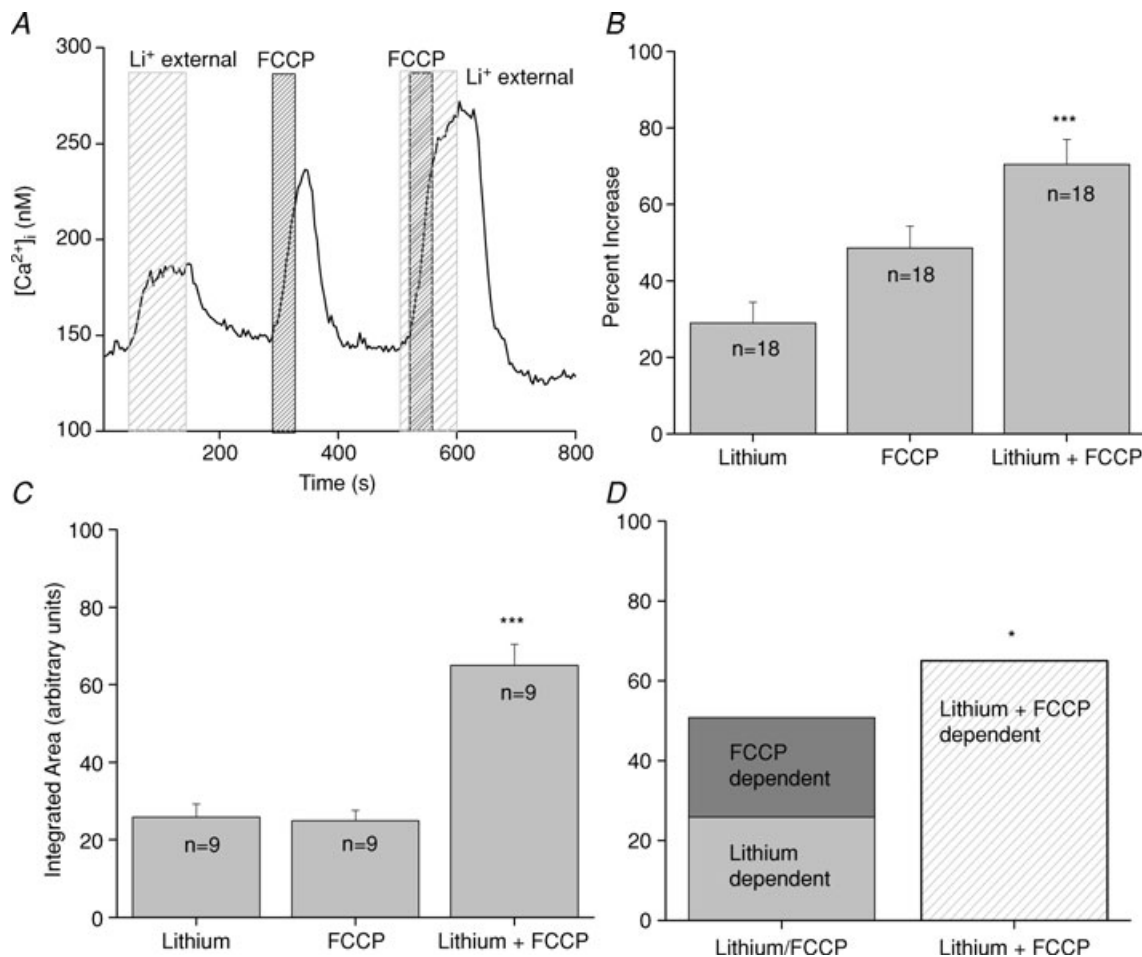 A
Li⁺ external
FCCP
FCCP
Li⁺ external
300
250
200
150
100
[Ca²⁺]ᵢ (nM)
200
400
600
800
Time (s)
B
100
80
60
40
20
0
Percent Increase
***
n=18
n=18
n=18
Lithium
FCCP
Lithium + FCCP
C
100
80
60
40
20
0
Integrated Area (arbitrary units)
***
n=9
n=9
n=9
Lithium
FCCP
Lithium + FCCP
D
100
80
60
40
20
0
*
FCCP
dependent
Lithium
dependent
Lithium + FCCP
dependent
Lithium/FCCP
Lithium + FCCP